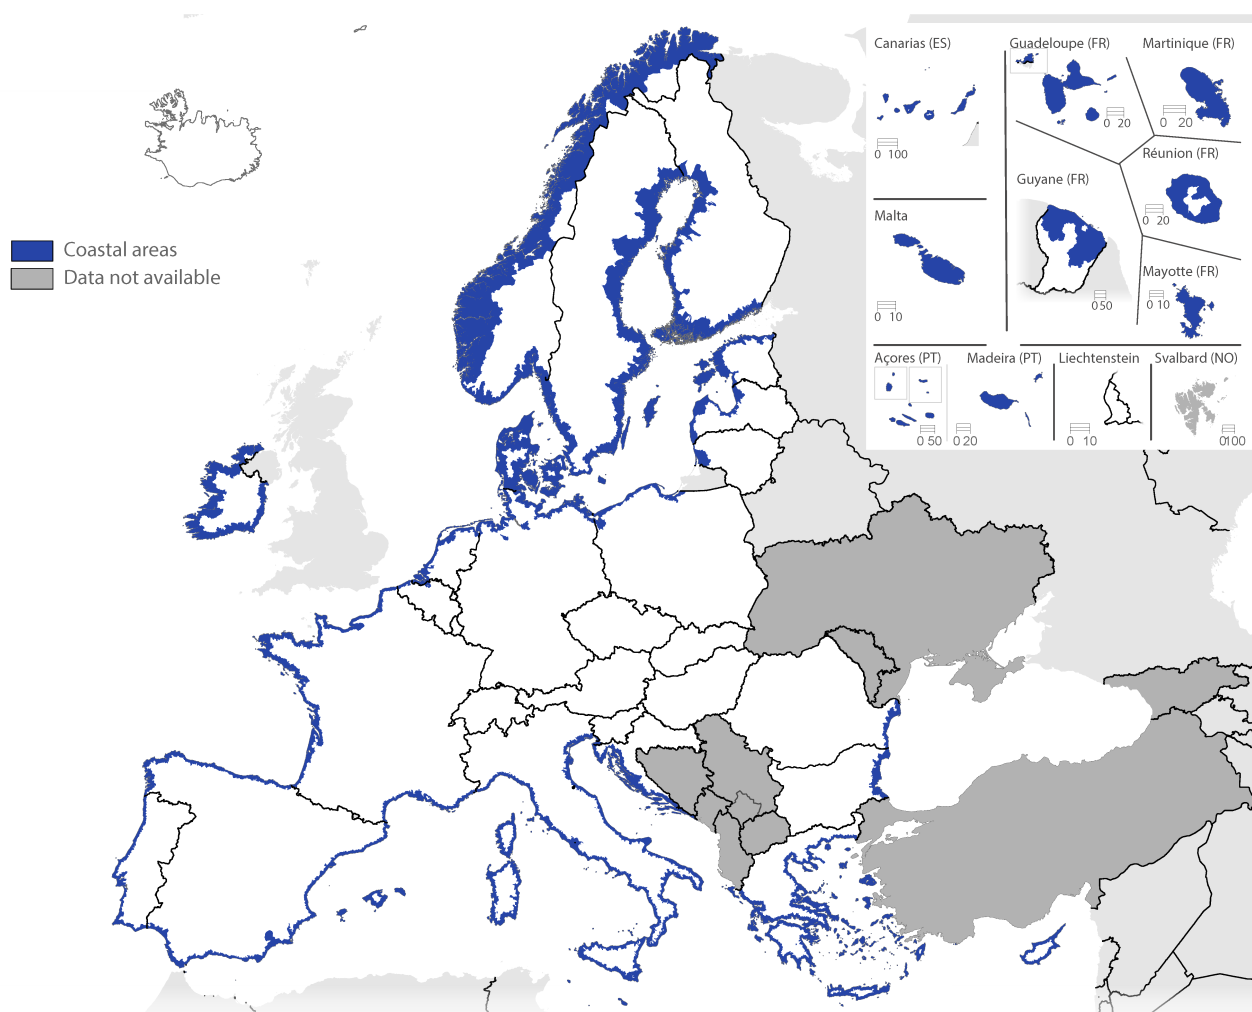 Coastal areas
Data not available
Canarias (ES)
0 100
Guadeloupe (FR)
0 20
Martinique (FR)
0 20
Réunion (FR)
0 20
Guyane (FR)
0 50
Malta
0 10
Mayotte (FR)
0 10
Açores (PT)
0 50
Madeira (PT)
0 20
Liechtenstein
0 10
Svalbard (NO)
0100